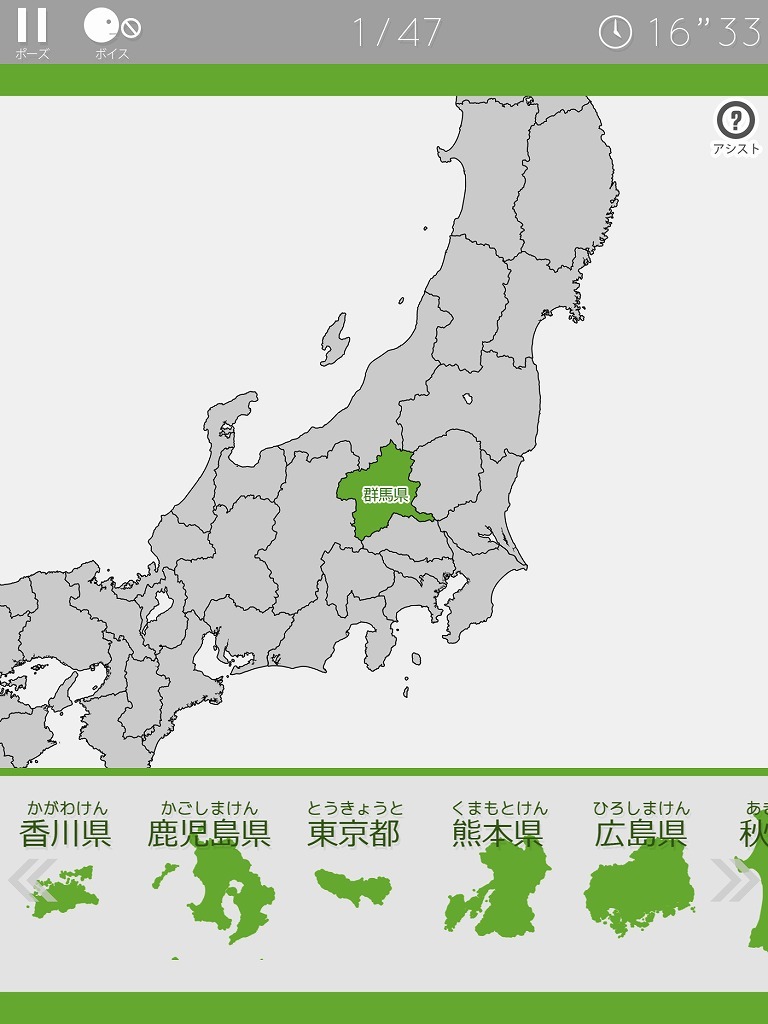 ポーズ
ボイス
1/47
16”33
?
アシスト
群馬県
かがわけん
香川県
かごしまけん
鹿児島県
とうきょうと
東京都
くまもとけん
熊本県
ひろしまけん
広島県
あき
秋